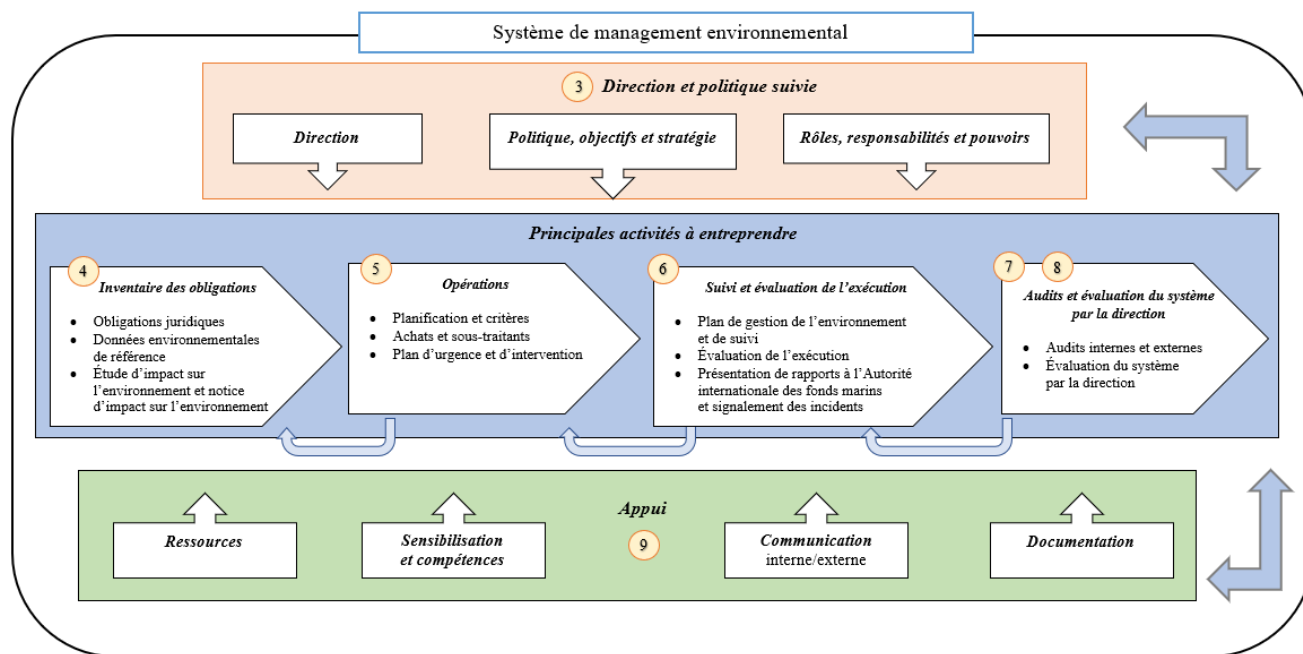 Système de management environnemental
3 Direction et politique suivie
Direction
Politique, objectifs et stratégie
Rôles, responsabilités et pouvoirs
Principales activités à entreprendre
4
Inventaire des obligations
• Obligations juridiques
• Données environnementales
de référence
• Étude d’impact sur
l’environnement et notice
d’impact sur l’environnement
5
Opérations
• Planification et critères
• Achats et sous-traitants
• Plan d’urgence et d’intervention
6
Suivi et évaluation de l’exécution
• Plan de gestion de l’environnement
et de suivi
• Évaluation de l’exécution
• Présentation de rapports à l’Autorité
internationale des fonds marins
et signalement des incidents
7 8
Audits et évaluation du système
par la direction
• Audits internes et externes
• Évaluation du système
par la direction
Appui
9
Ressources
Sensibilisation
et compétences
Communication
interne/externe
Documentation